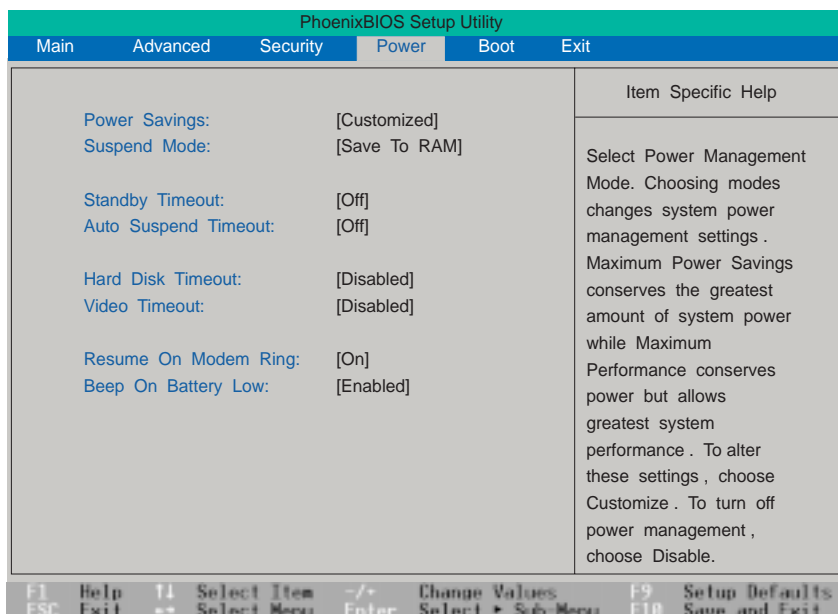 PhoenixBIOS Setup Utility
Main Advanced Security Power Boot Exit
Item Specific Help
Power Savings: [Customized]
Suspend Mode: [Save To RAM]
Standby Timeout: [Off]
Auto Suspend Timeout: [Off]
Hard Disk Timeout: [Disabled]
Video Timeout: [Disabled]
Resume On Modem Ring: [On]
Beep On Battery Low: [Enabled]
Select Power Management
Mode. Choosing modes
changes system power
management settings .
Maximum Power Savings
conserves the greatest
amount of system power
while Maximum
Performance conserves
power but allows
greatest system
performance . To alter
these settings , choose
Customize . To turn off
power management ,
choose Disable.
F1 Help ↑↓ Select Item -/+ Change Values F9 Setup Defaults
ESC Exit ←→ Select Menu Enter Select ▸ Sub-Menu F10 Save and Exit